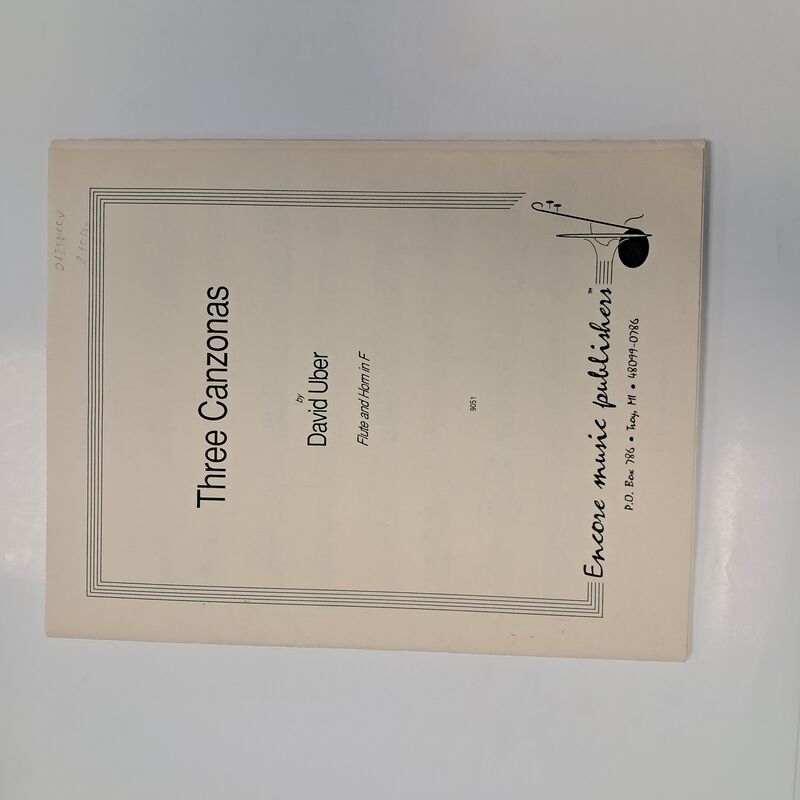 Three Canzonas
by
David Uber
Flute and Horn in F
9051
Encore music publishers™
P.O. Box 786 • Troy, MI • 48099-0786